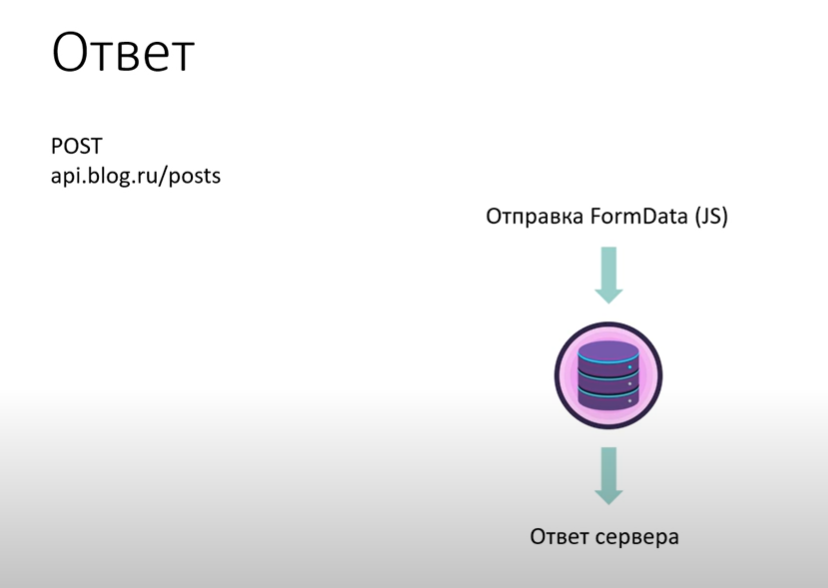 Ответ
POST
api.blog.ru/posts
Отправка FormData (JS)
Ответ сервера